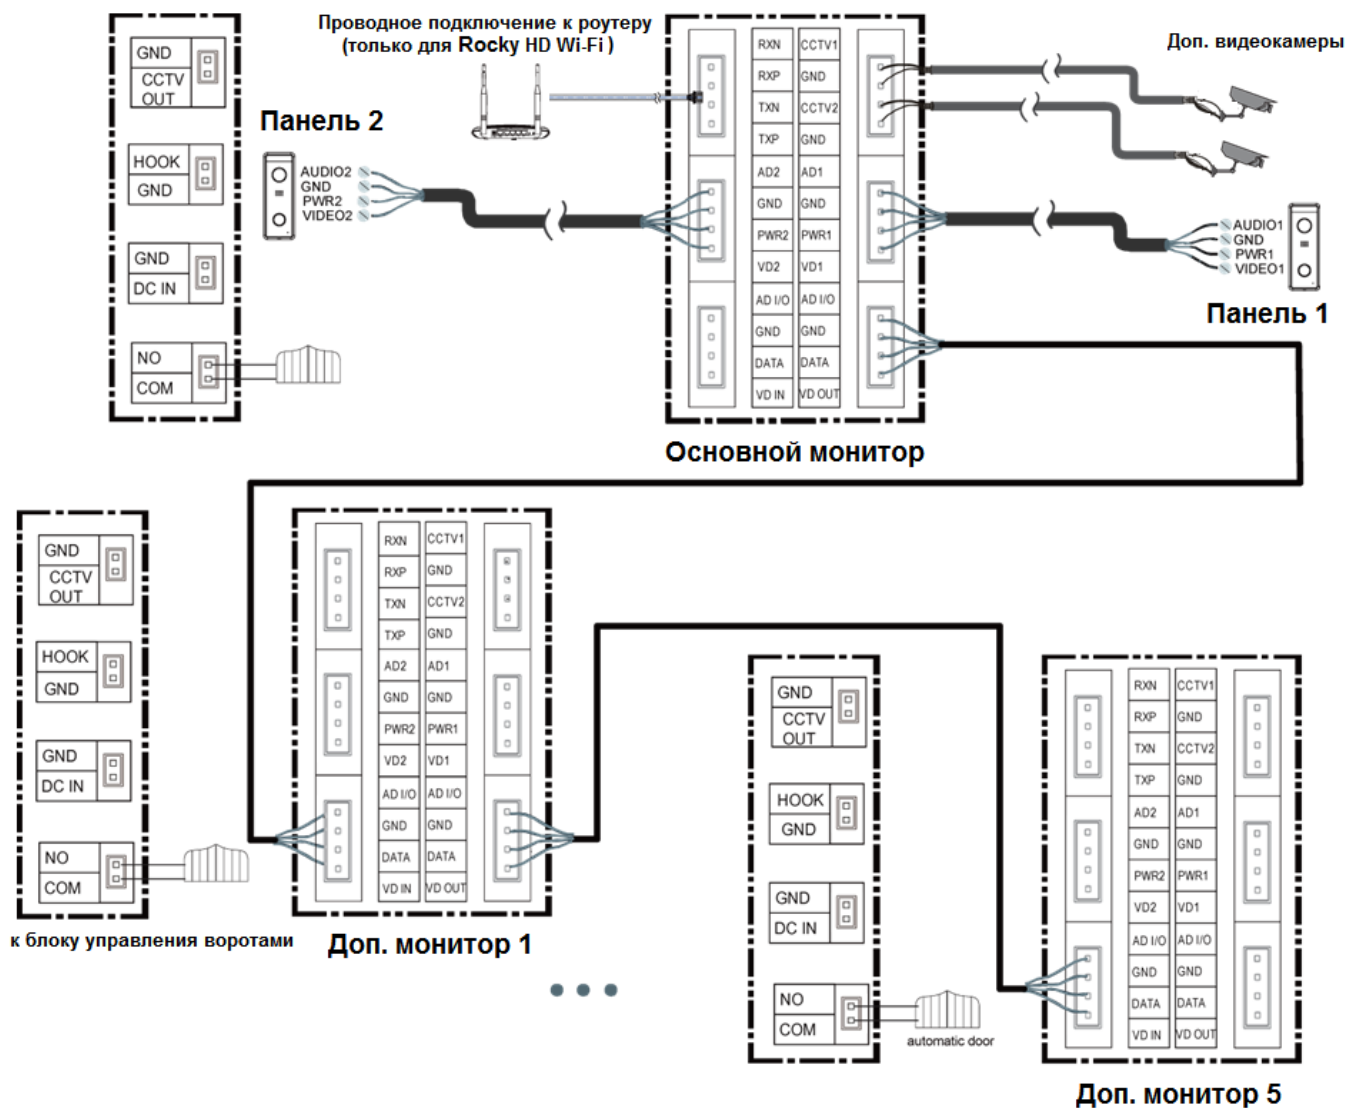 Проводное подключение к роутеру
(только для Rocky HD Wi-Fi )
Доп. видеокамеры
GND
CCTV
OUT
HOOK
GND
GND
DC IN
NO
COM
Панель 2
AUDIO2
GND
PWR2
VIDEO2
RXN CCTV1
RXP GND
TXN CCTV2
TXP GND
AD2 AD1
GND GND
PWR2 PWR1
VD2 VD1
AD I/O AD I/O
GND GND
DATA DATA
VD IN VD OUT
Основной монитор
AUDIO1
GND
PWR1
VIDEO1
Панель 1
GND
CCTV
OUT
HOOK
GND
GND
DC IN
NO
COM
к блоку управления воротами
RXN CCTV1
RXP GND
TXN CCTV2
TXP GND
AD2 AD1
GND GND
PWR2 PWR1
VD2 VD1
AD I/O AD I/O
GND GND
DATA DATA
VD IN VD OUT
Доп. монитор 1
GND
CCTV
OUT
HOOK
GND
GND
DC IN
NO
COM
automatic door
RXN CCTV1
RXP GND
TXN CCTV2
TXP GND
AD2 AD1
GND GND
PWR2 PWR1
VD2 VD1
AD I/O AD I/O
GND GND
DATA DATA
VD IN VD OUT
Доп. монитор 5